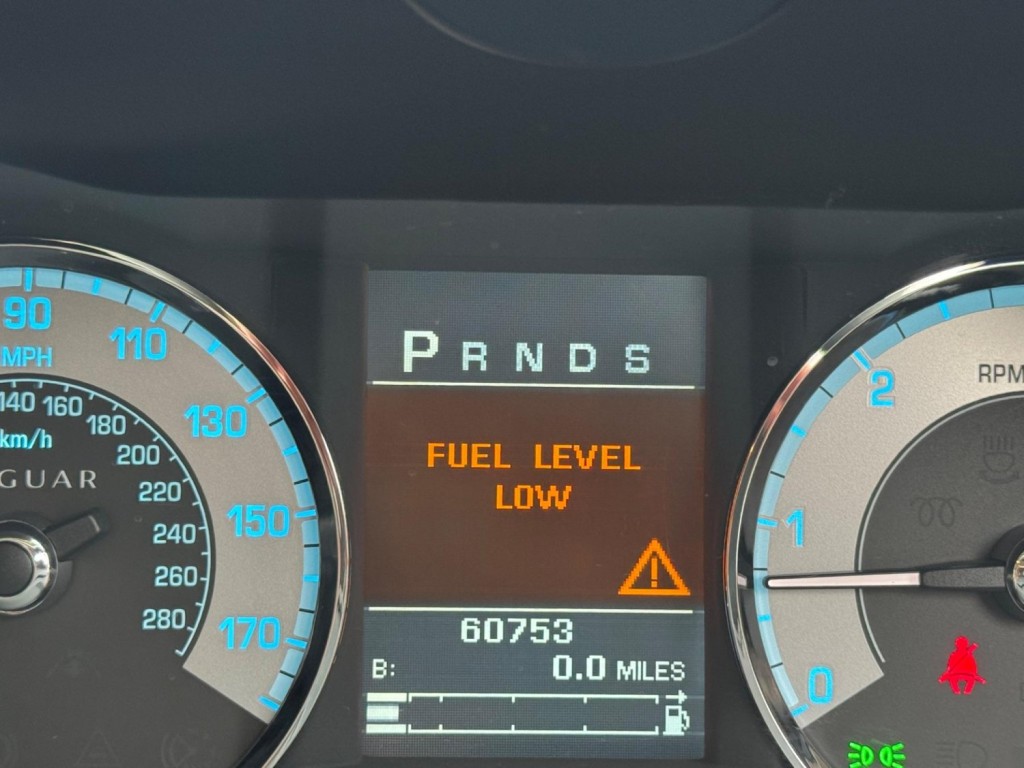 90
MPH
110
130
150
170
140
160
180
200
220
240
260
280
km/h
GUAR
P R N D S
FUEL LEVEL
LOW
60753
B: 0.0 MILES
2
RPM
1
0